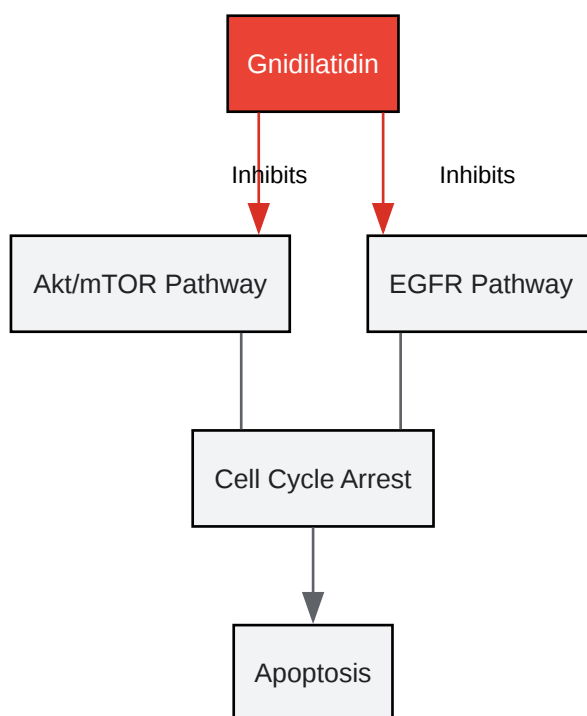 Gnidilatidin
Inhibits
Inhibits
Akt/mTOR Pathway
EGFR Pathway
Cell Cycle Arrest
Apoptosis